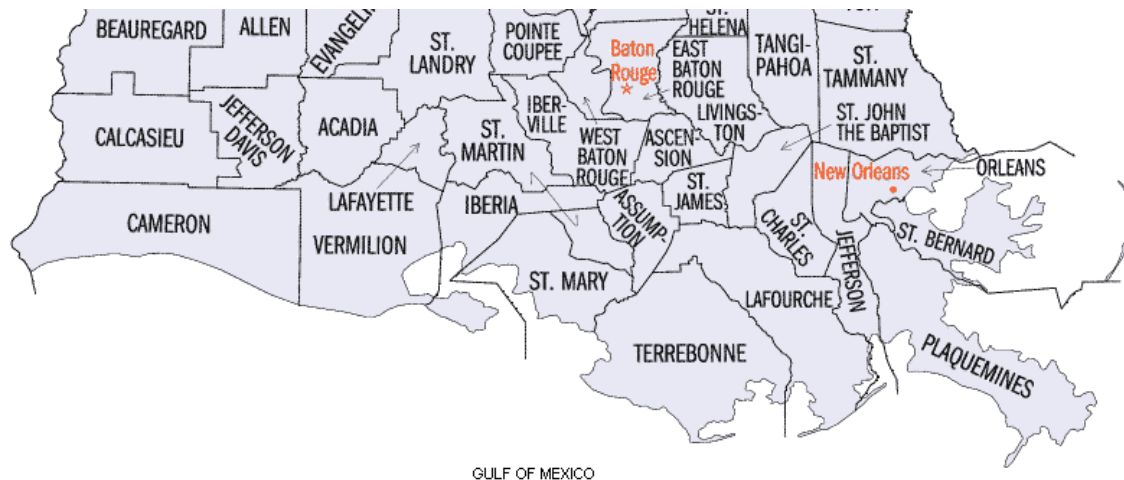 BEAUREGARD
ALLEN
EVANGELIN
ST.
LANDRY
POINTE
COUPEE
Baton
Rouge
ST.
HELENA
EAST
BATON
ROUGE
TANGI-
PAHOA
ST.
TAMMANY
CALCASIEU
JEFFERSON
DAVIS
ACADIA
ST.
MARTIN
IBER-
VILLE
WEST
BATON
ROUGE
ASCEN-
SION
LIVINGS-
TON
ST. JOHN
THE BAPTIST
CAMERON
LAFAYETTE
VERMILION
IBERIA
ASSUMP-
TION
ST.
JAMES
ST.
CHARLES
New Orleans
ORLEANS
ST. BERNARD
JEFFERSON
ST. MARY
LAFOURCHE
TERREBONNE
PLAQUEMINES
GULF OF MEXICO